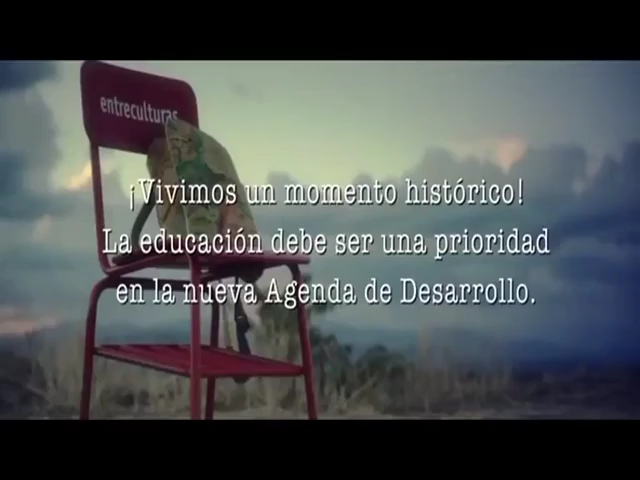 entreculturas
¡Vivimos un momento histórico!
La educación debe ser una prioridad
en la nueva Agenda de Desarrollo.